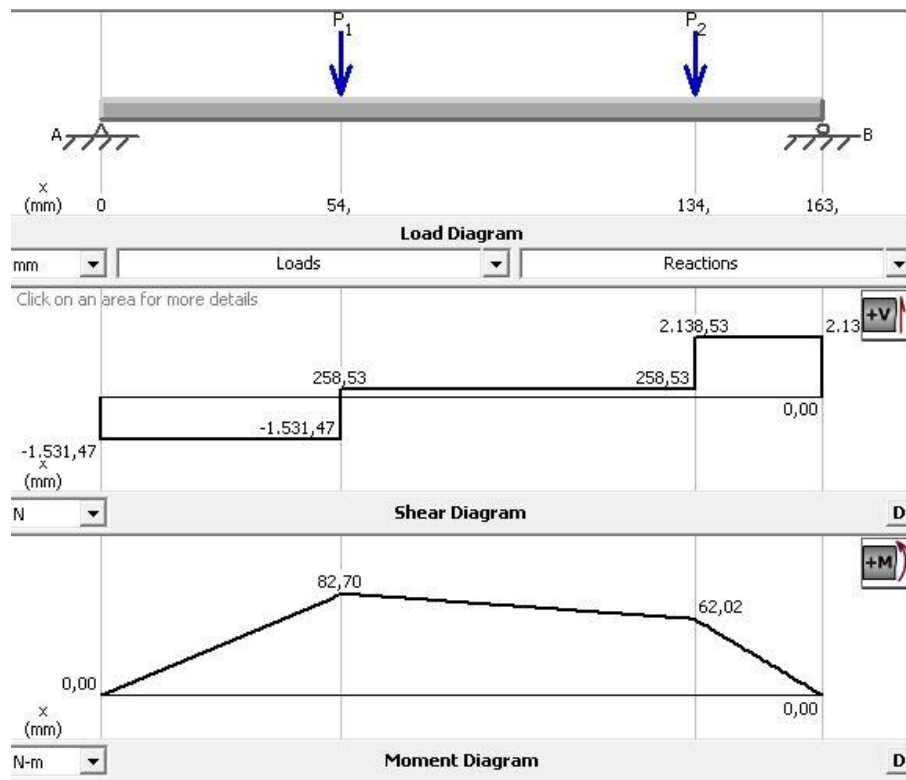 P1 P2
A B
x
(mm) 0 54, 134, 163,
Load Diagram
mm Loads Reactions
Click on an area for more details
+V
2.138,53 2.13
258,53 258,53
0,00
-1.531,47
-1.531,47
x
(mm)
N Shear Diagram D
+M
82,70
62,02
0,00
0,00
x
(mm)
N-m Moment Diagram D